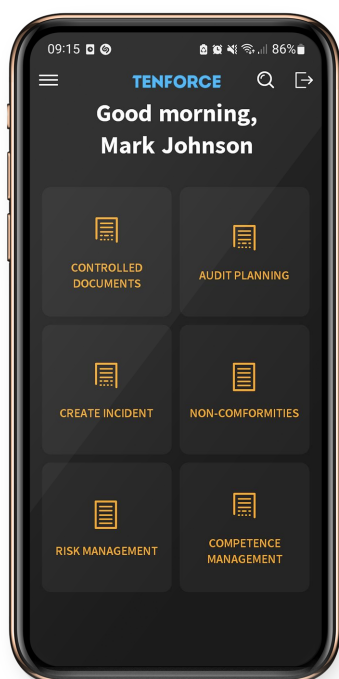 09:15 86%
TENFORCE
Good morning,
Mark Johnson
CONTROLLED
DOCUMENTS
AUDIT PLANNING
CREATE INCIDENT
NON-COMFORMITIES
RISK MANAGEMENT
COMPETENCE
MANAGEMENT